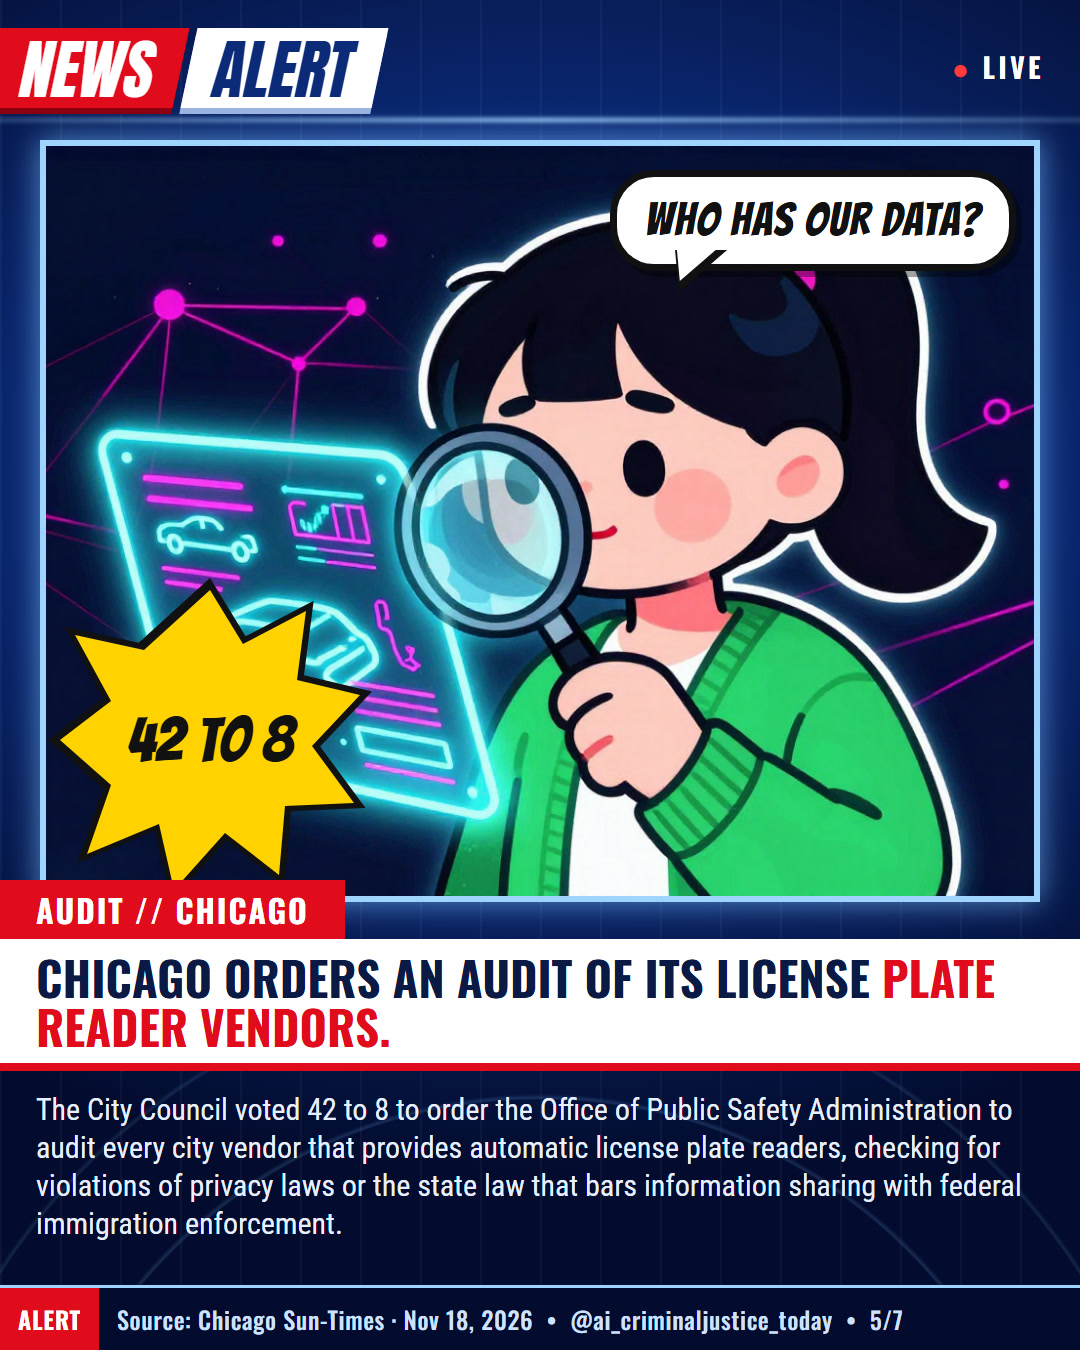 NEWS ALERT
LIVE
WHO HAS OUR DATA?
42 TO 8
AUDIT // CHICAGO
CHICAGO ORDERS AN AUDIT OF ITS LICENSE PLATE
READER VENDORS.
The City Council voted 42 to 8 to order the Office of Public Safety Administration to
audit every city vendor that provides automatic license plate readers, checking for
violations of privacy laws or the state law that bars information sharing with federal
immigration enforcement.
ALERT Source: Chicago Sun-Times · Nov 18, 2026 • @ai_criminaljustice_today • 5/7